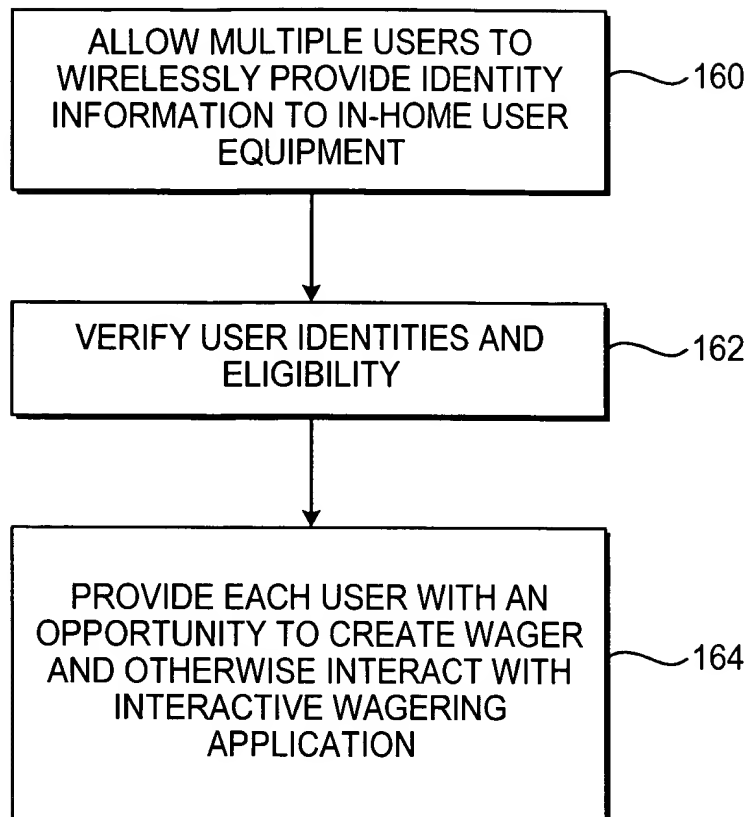 ALLOW MULTIPLE USERS TO
WIRELESSLY PROVIDE IDENTITY
INFORMATION TO IN-HOME USER
EQUIPMENT
160
VERIFY USER IDENTITIES AND
ELIGIBILITY
162
PROVIDE EACH USER WITH AN
OPPORTUNITY TO CREATE WAGER
AND OTHERWISE INTERACT WITH
INTERACTIVE WAGERING
APPLICATION
164